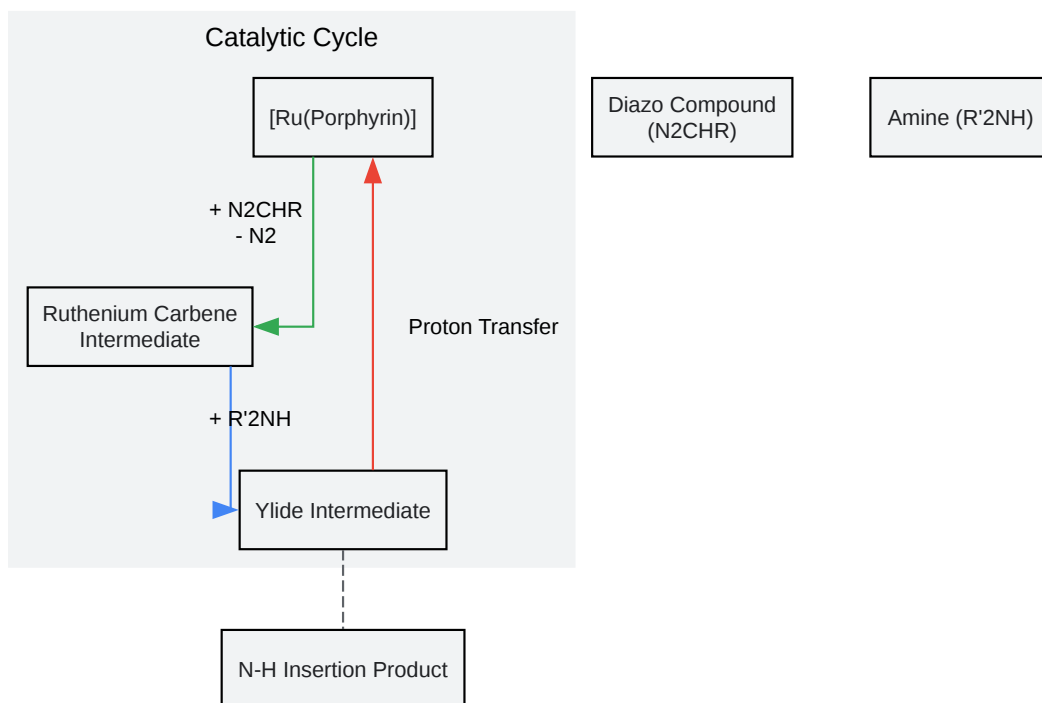 Catalytic Cycle
[Ru(Porphyrin)]
Diazo Compound
(N2CHR)
Amine (R'2NH)
+ N2CHR
- N2
Ruthenium Carbene
Intermediate
Proton Transfer
+ R'2NH
Ylide Intermediate
N-H Insertion Product